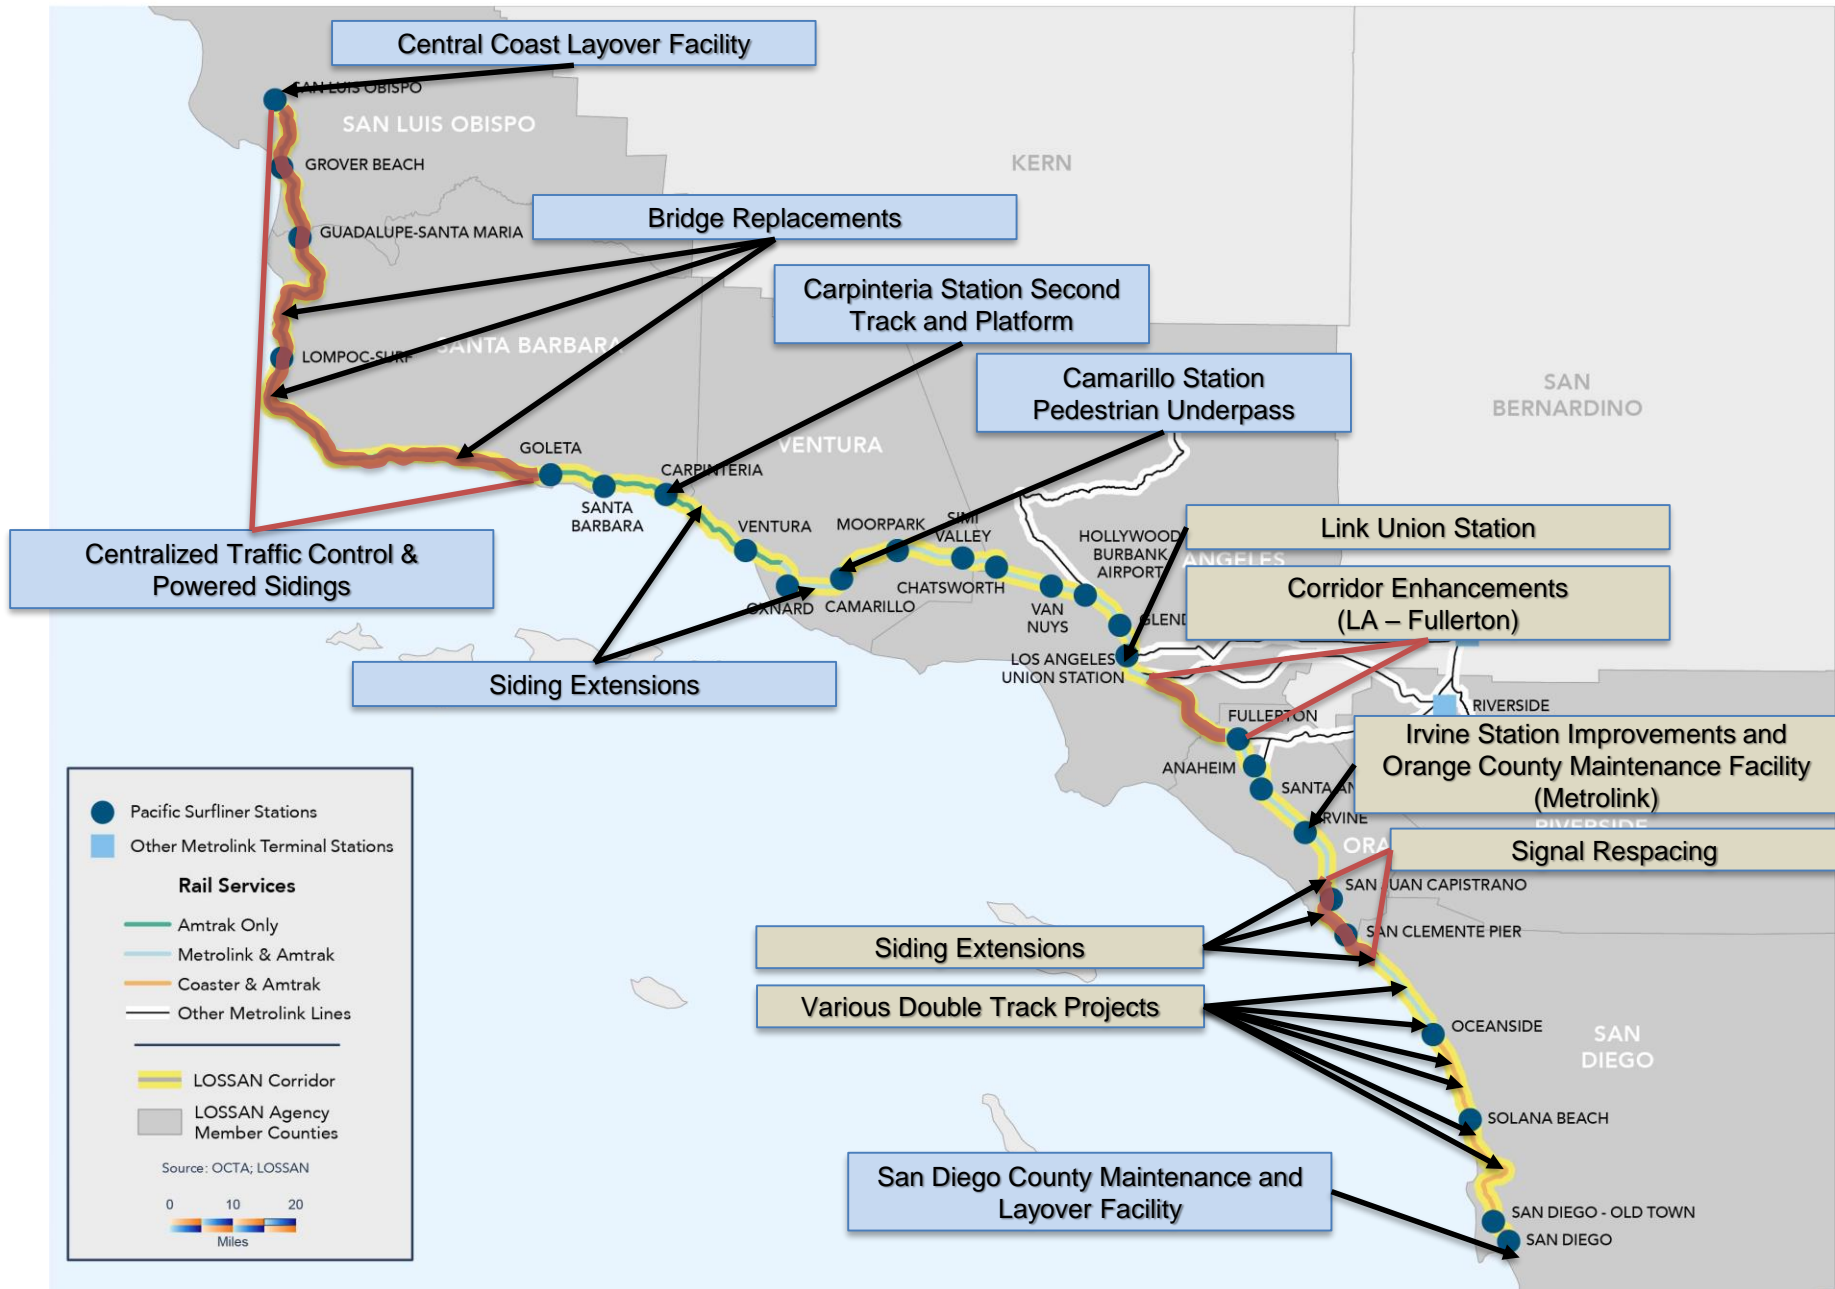 Central Coast Layover Facility
SAN LUIS OBISPO
SAN LUIS OBISPO
GROVER BEACH
KERN
Bridge Replacements
GUADALUPE-SANTA MARIA
Carpinteria Station Second
Track and Platform
SANTA BARBARA
LOMPOC-SURF
Camarillo Station
Pedestrian Underpass
SAN
BERNARDINO
VENTURA
GOLETA
CARPINTERIA
SANTA
BARBARA
VENTURA
MOORPARK
SIMI
VALLEY
HOLLYWOOD
BURBANK
AIRPORT
ANGELES
Link Union Station
Centralized Traffic Control &
Powered Sidings
OXNARD
CAMARILLO
CHATSWORTH
VAN
NUYS
GLEND
Corridor Enhancements
(LA – Fullerton)
Siding Extensions
LOS ANGELES
UNION STATION
RIVERSIDE
FULLERTON
Irvine Station Improvements and
Orange County Maintenance Facility
(Metrolink)
ANAHEIM
SANTA AN
IRVINE
RIVERSIDE
ORA
Signal Respacing
SAN JUAN CAPISTRANO
SAN CLEMENTE PIER
Siding Extensions
Various Double Track Projects
OCEANSIDE
SAN
DIEGO
SOLANA BEACH
San Diego County Maintenance and
Layover Facility
SAN DIEGO - OLD TOWN
SAN DIEGO
Pacific Surfliner Stations
Other Metrolink Terminal Stations
Rail Services
Amtrak Only
Metrolink & Amtrak
Coaster & Amtrak
Other Metrolink Lines
LOSSAN Corridor
LOSSAN Agency
Member Counties
Source: OCTA; LOSSAN
0 10 20
Miles